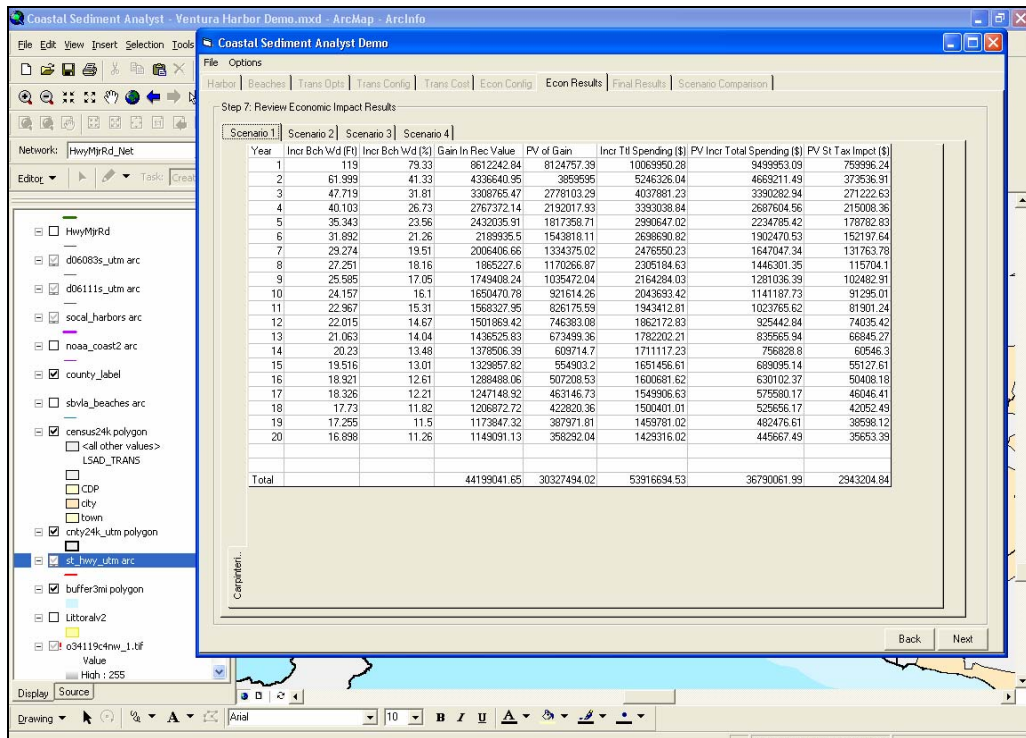 Coastal Sediment Analyst - Ventura Harbor Demo.mxd - ArcMap - ArcInfo
File Edit View Insert Selection Tools
Network: HwyMjrRd_Net
Editor Task: Creat
HwyMjrRd
d06083s_utm arc
d06111s_utm arc
socal_harbors arc
noaa_coast2 arc
county_label
sbvla_beaches arc
census24k polygon
<all other values>
LSAD_TRANS
CDP
city
town
cnty24k_utm polygon
st_hwy_utm arc
buffer3mi polygon
Littoralv2
o34119c4nw_1.tif
Value
High : 255
Display Source
Drawing A Arial 10 B I U A
Coastal Sediment Analyst Demo
File Options
Harbor Beaches Trans Opts Trans Config Trans Cost Econ Config Econ Results Final Results Scenario Comparison
Step 7: Review Economic Impact Results
Scenario 1 Scenario 2 Scenario 3 Scenario 4
Year Incr Bch Wd (Ft) Incr Bch Wd (%) Gain In Rec Value PV of Gain Incr Ttl Spending ($) PV Incr Total Spending ($) PV St Tax Impct ($)
1 119 79.33 8612242.84 8124757.39 10069950.28 9499953.09 759996.24
2 61.999 41.33 4336640.95 3859595 5246326.04 4669211.49 373536.91
3 47.719 31.81 3308765.47 2778103.29 4037881.23 3390282.94 271222.63
4 40.103 26.73 2767372.14 2192017.93 3393038.84 2687604.56 215008.36
5 35.343 23.56 2432035.91 1817358.71 2990647.02 2234785.42 178782.83
6 31.892 21.26 2189935.5 1543818.11 2698690.82 1902470.53 152197.64
7 29.274 19.51 2006406.66 1334375.02 2476550.23 1647047.34 131763.78
8 27.251 18.16 1865227.6 1170266.87 2305184.63 1446301.35 115704.1
9 25.585 17.05 1749408.24 1035472.04 2164284.03 1281036.39 102482.91
10 24.157 16.1 1650470.78 921614.26 2043693.42 1141187.73 91295.01
11 22.967 15.31 1568327.95 826175.59 1943412.81 1023765.62 81901.24
12 22.015 14.67 1501869.42 746383.08 1862172.83 925442.84 74035.42
13 21.063 14.04 1436525.83 673499.36 1782202.21 835565.94 66845.27
14 20.23 13.48 1378506.39 609714.7 1711117.23 756828.8 60546.3
15 19.516 13.01 1329857.82 554903.2 1651456.61 689095.14 55127.61
16 18.921 12.61 1288488.06 507208.53 1600681.62 630102.37 50408.18
17 18.326 12.21 1247148.92 463146.73 1549906.63 575580.17 46046.41
18 17.73 11.82 1206872.72 422820.36 1500401.01 525656.17 42052.49
19 17.255 11.5 1173847.32 387971.81 1459781.02 482476.61 38598.12
20 16.898 11.26 1149091.13 358292.04 1429316.02 445667.49 35653.39
Total 44199041.65 30327494.02 53916694.53 36790061.99 2943204.84
Carpinteri..
Back Next